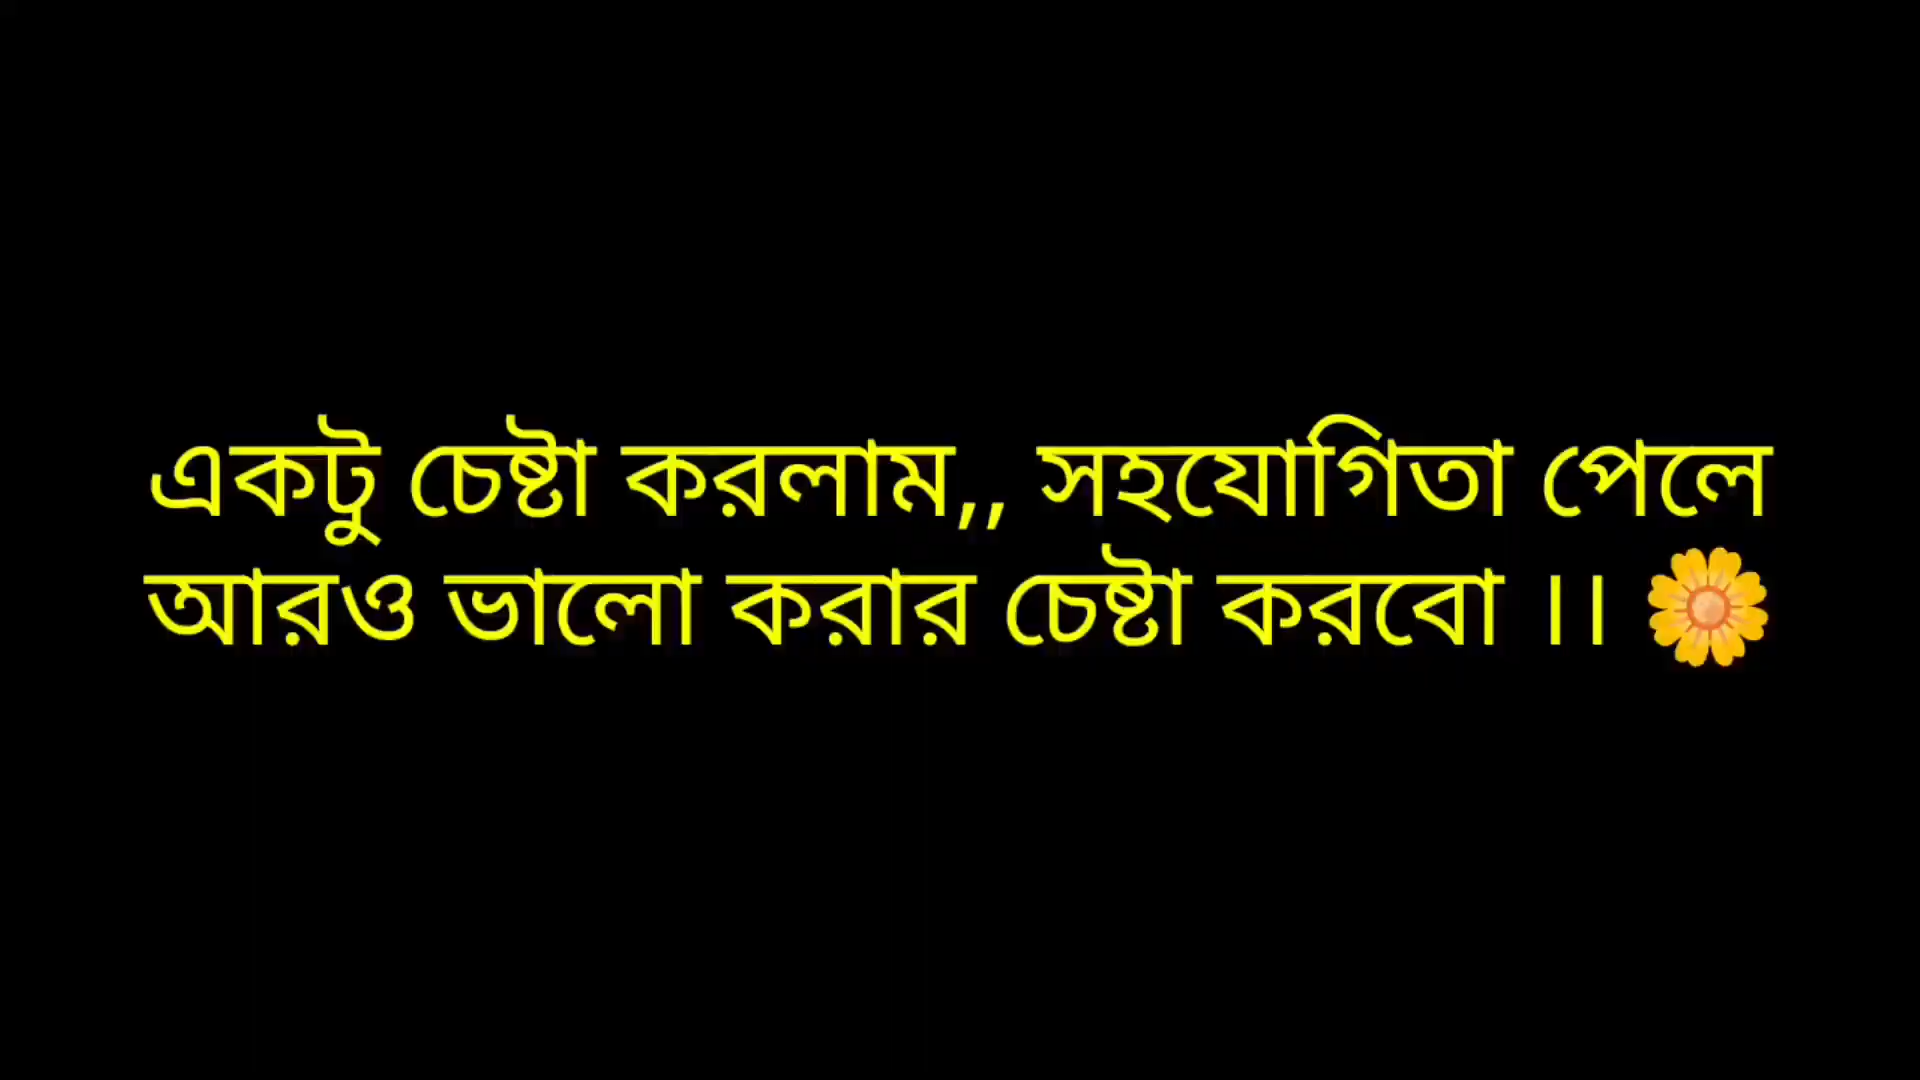 একটু চেষ্টা করলাম,, সহযোগিতা পেলে
আরও ভালো করার চেষ্টা করবো ।। 🌼